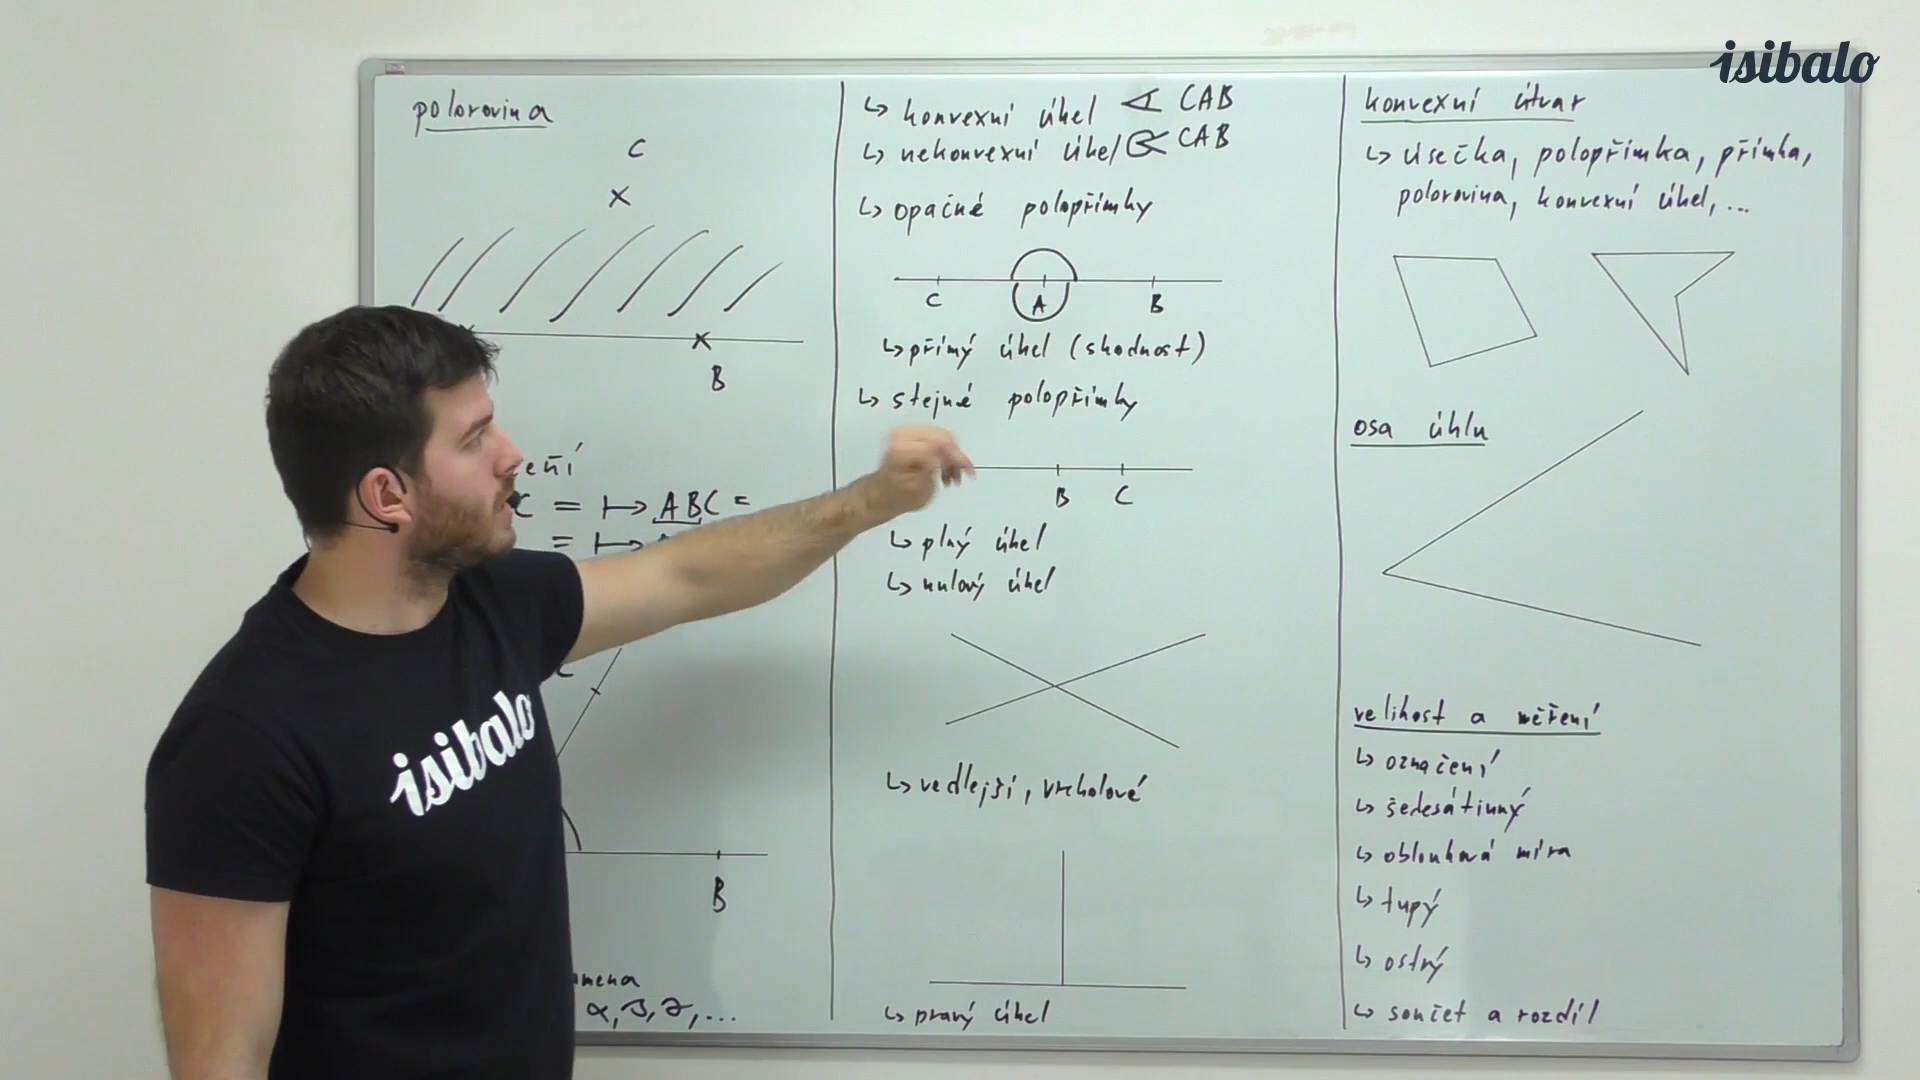 isibalo
polorovina
C
B
ení
C = ↦ ABC =
= ↦
B
mena
α, β, γ, ...
isibalo
↳ konvexní úhel ∢ CAB
↳ nekonvexní úhel CAB
↳ opačné polopřímky
C A B
↳ přímý úhel (shodnost)
↳ stejné polopřímky
B C
↳ plný úhel
↳ nulový úhel
↳ vedlejší, vrcholové
↳ pravý úhel
konvexní útvar
↳ úsečka, polopřímka, přímka,
polorovina, konvexní úhel, ...
osa úhlu
velikost a měření
↳ označení
↳ šedesátinný
↳ oblouková míra
↳ tupý
↳ ostrý
↳ součet a rozdíl